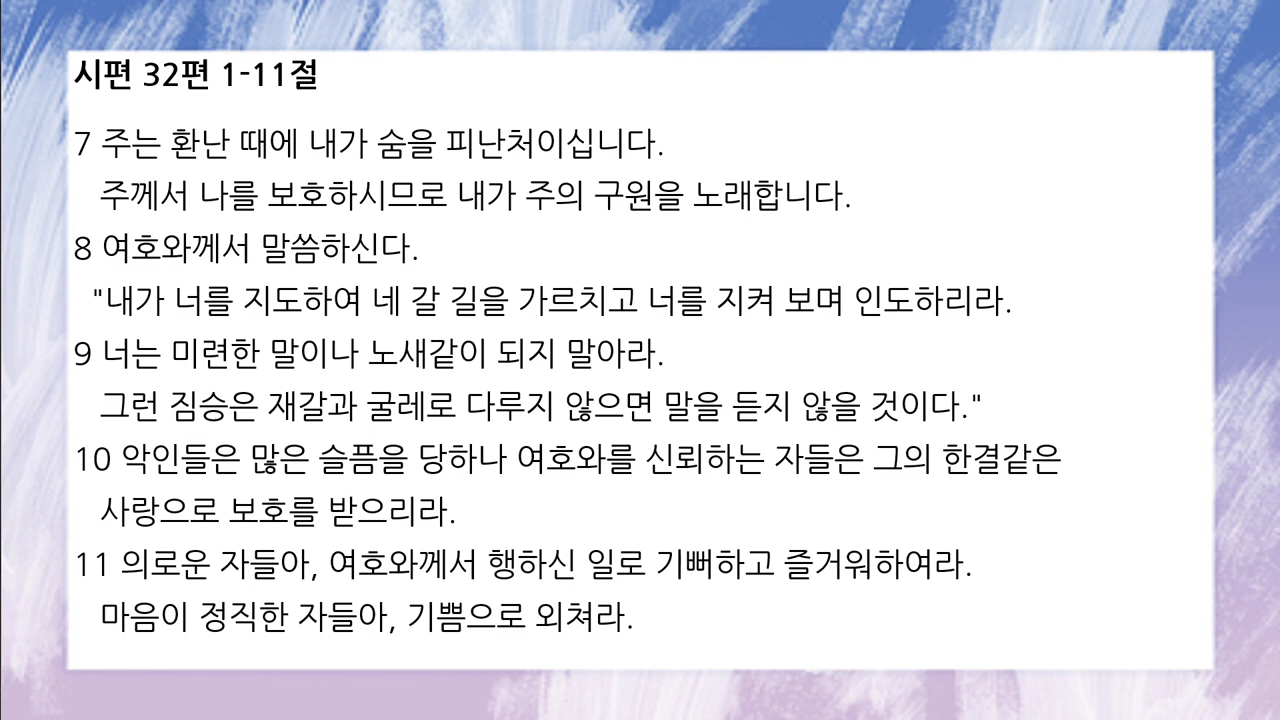 시편 32편 1-11절
7 주는 환난 때에 내가 숨을 피난처이십니다.
주께서 나를 보호하시므로 내가 주의 구원을 노래합니다.
8 여호와께서 말씀하신다.
"내가 너를 지도하여 네 갈 길을 가르치고 너를 지켜 보며 인도하리라.
9 너는 미련한 말이나 노새같이 되지 말아라.
그런 짐승은 재갈과 굴레로 다루지 않으면 말을 듣지 않을 것이다."
10 악인들은 많은 슬픔을 당하나 여호와를 신뢰하는 자들은 그의 한결같은
사랑으로 보호를 받으리라.
11 의로운 자들아, 여호와께서 행하신 일로 기뻐하고 즐거워하여라.
마음이 정직한 자들아, 기쁨으로 외쳐라.